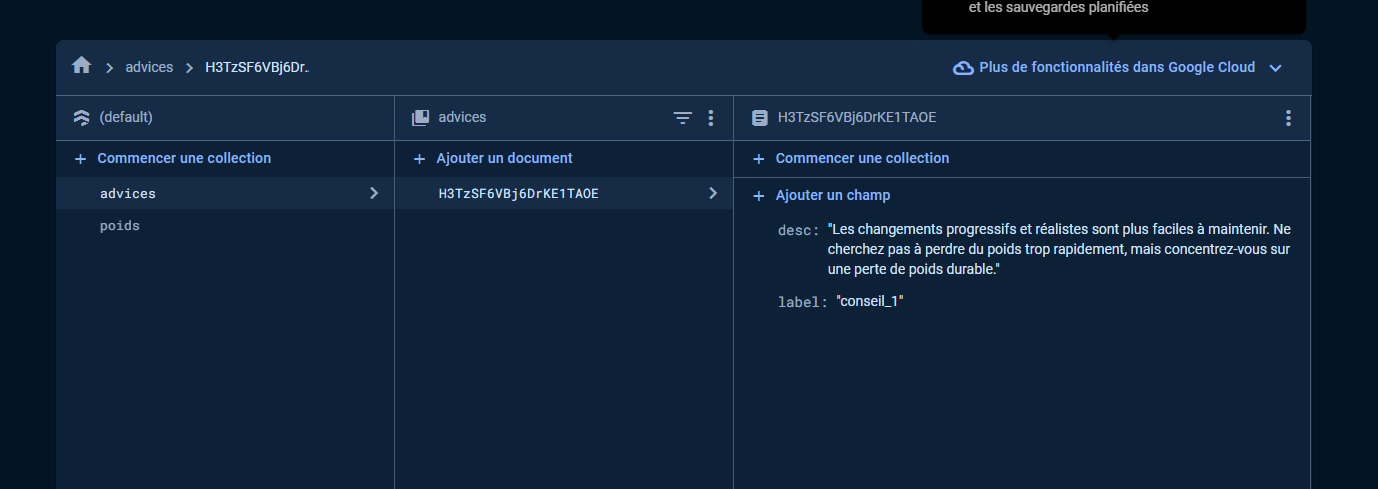 et les sauvegardes planifiées
advices
H3TzSF6VBj6Dr..
Plus de fonctionnalités dans Google Cloud
(default)
advices
H3TzSF6VBj6DrKE1TAOE
Commencer une collection
Ajouter un document
Commencer une collection
advices
H3TzSF6VBj6DrKE1TAOE
Ajouter un champ
poids
desc: "Les changements progressifs et réalistes sont plus faciles à maintenir. Ne
cherchez pas à perdre du poids trop rapidement, mais concentrez-vous sur
une perte de poids durable."
label: "conseil_1"